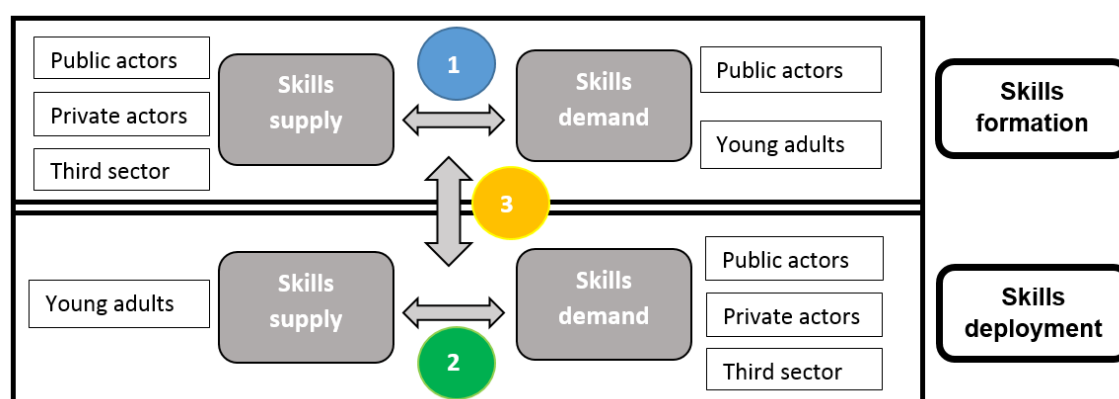 Public actors
Private actors
Third sector
Skills
supply
1
Skills
demand
Public actors
Young adults
Skills
formation
3
Young adults
Skills
supply
2
Skills
demand
Public actors
Private actors
Third sector
Skills
deployment